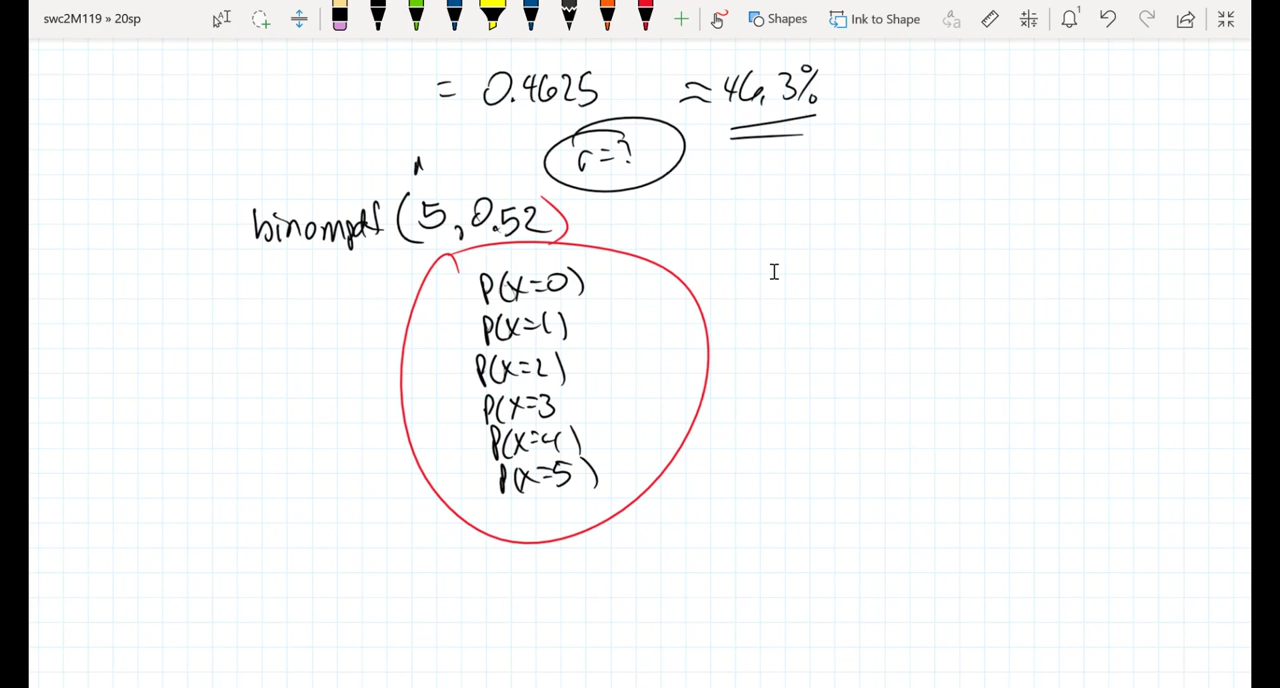 swc2M119 » 20sp
Shapes
Ink to Shape
1
= 0.4625 ≈ 46.3%
r=?
binompdf (5, 0.52)
P(x=0)
P(x=1)
P(x=2)
P(x=3
P(x=4)
P(x=5)